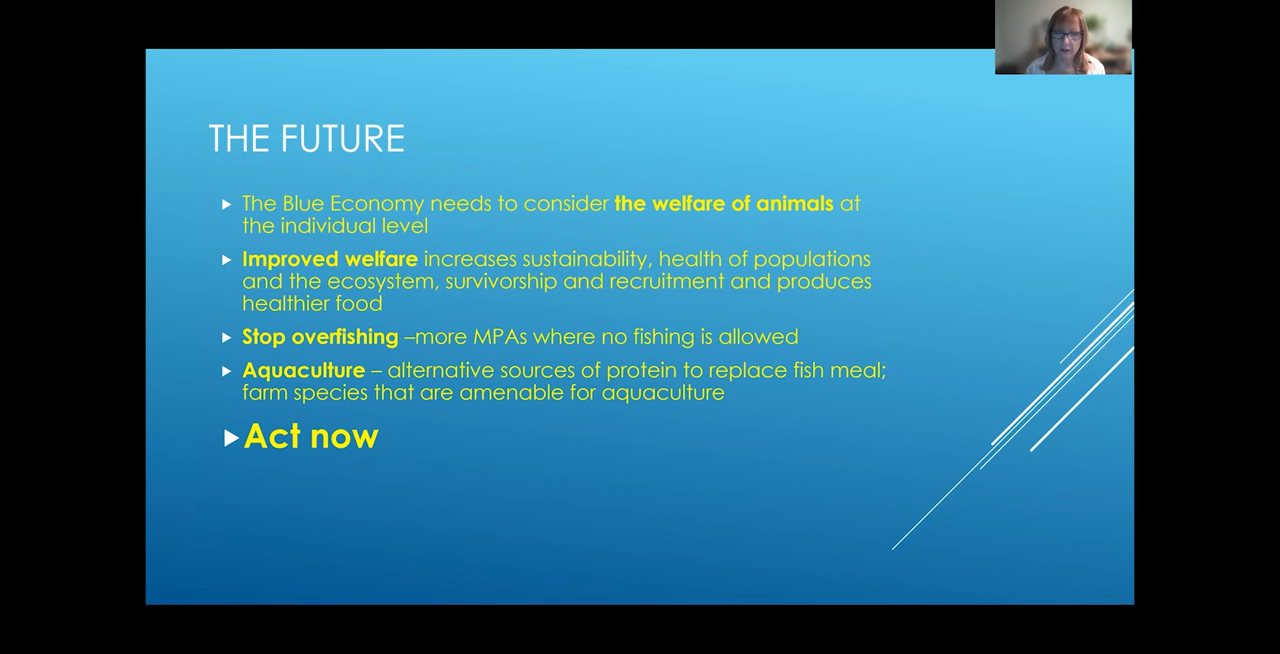 THE FUTURE
The Blue Economy needs to consider the welfare of animals at
the individual level
Improved welfare increases sustainability, health of populations
and the ecosystem, survivorship and recruitment and produces
healthier food
Stop overfishing –more MPAs where no fishing is allowed
Aquaculture – alternative sources of protein to replace fish meal;
farm species that are amenable for aquaculture
Act now